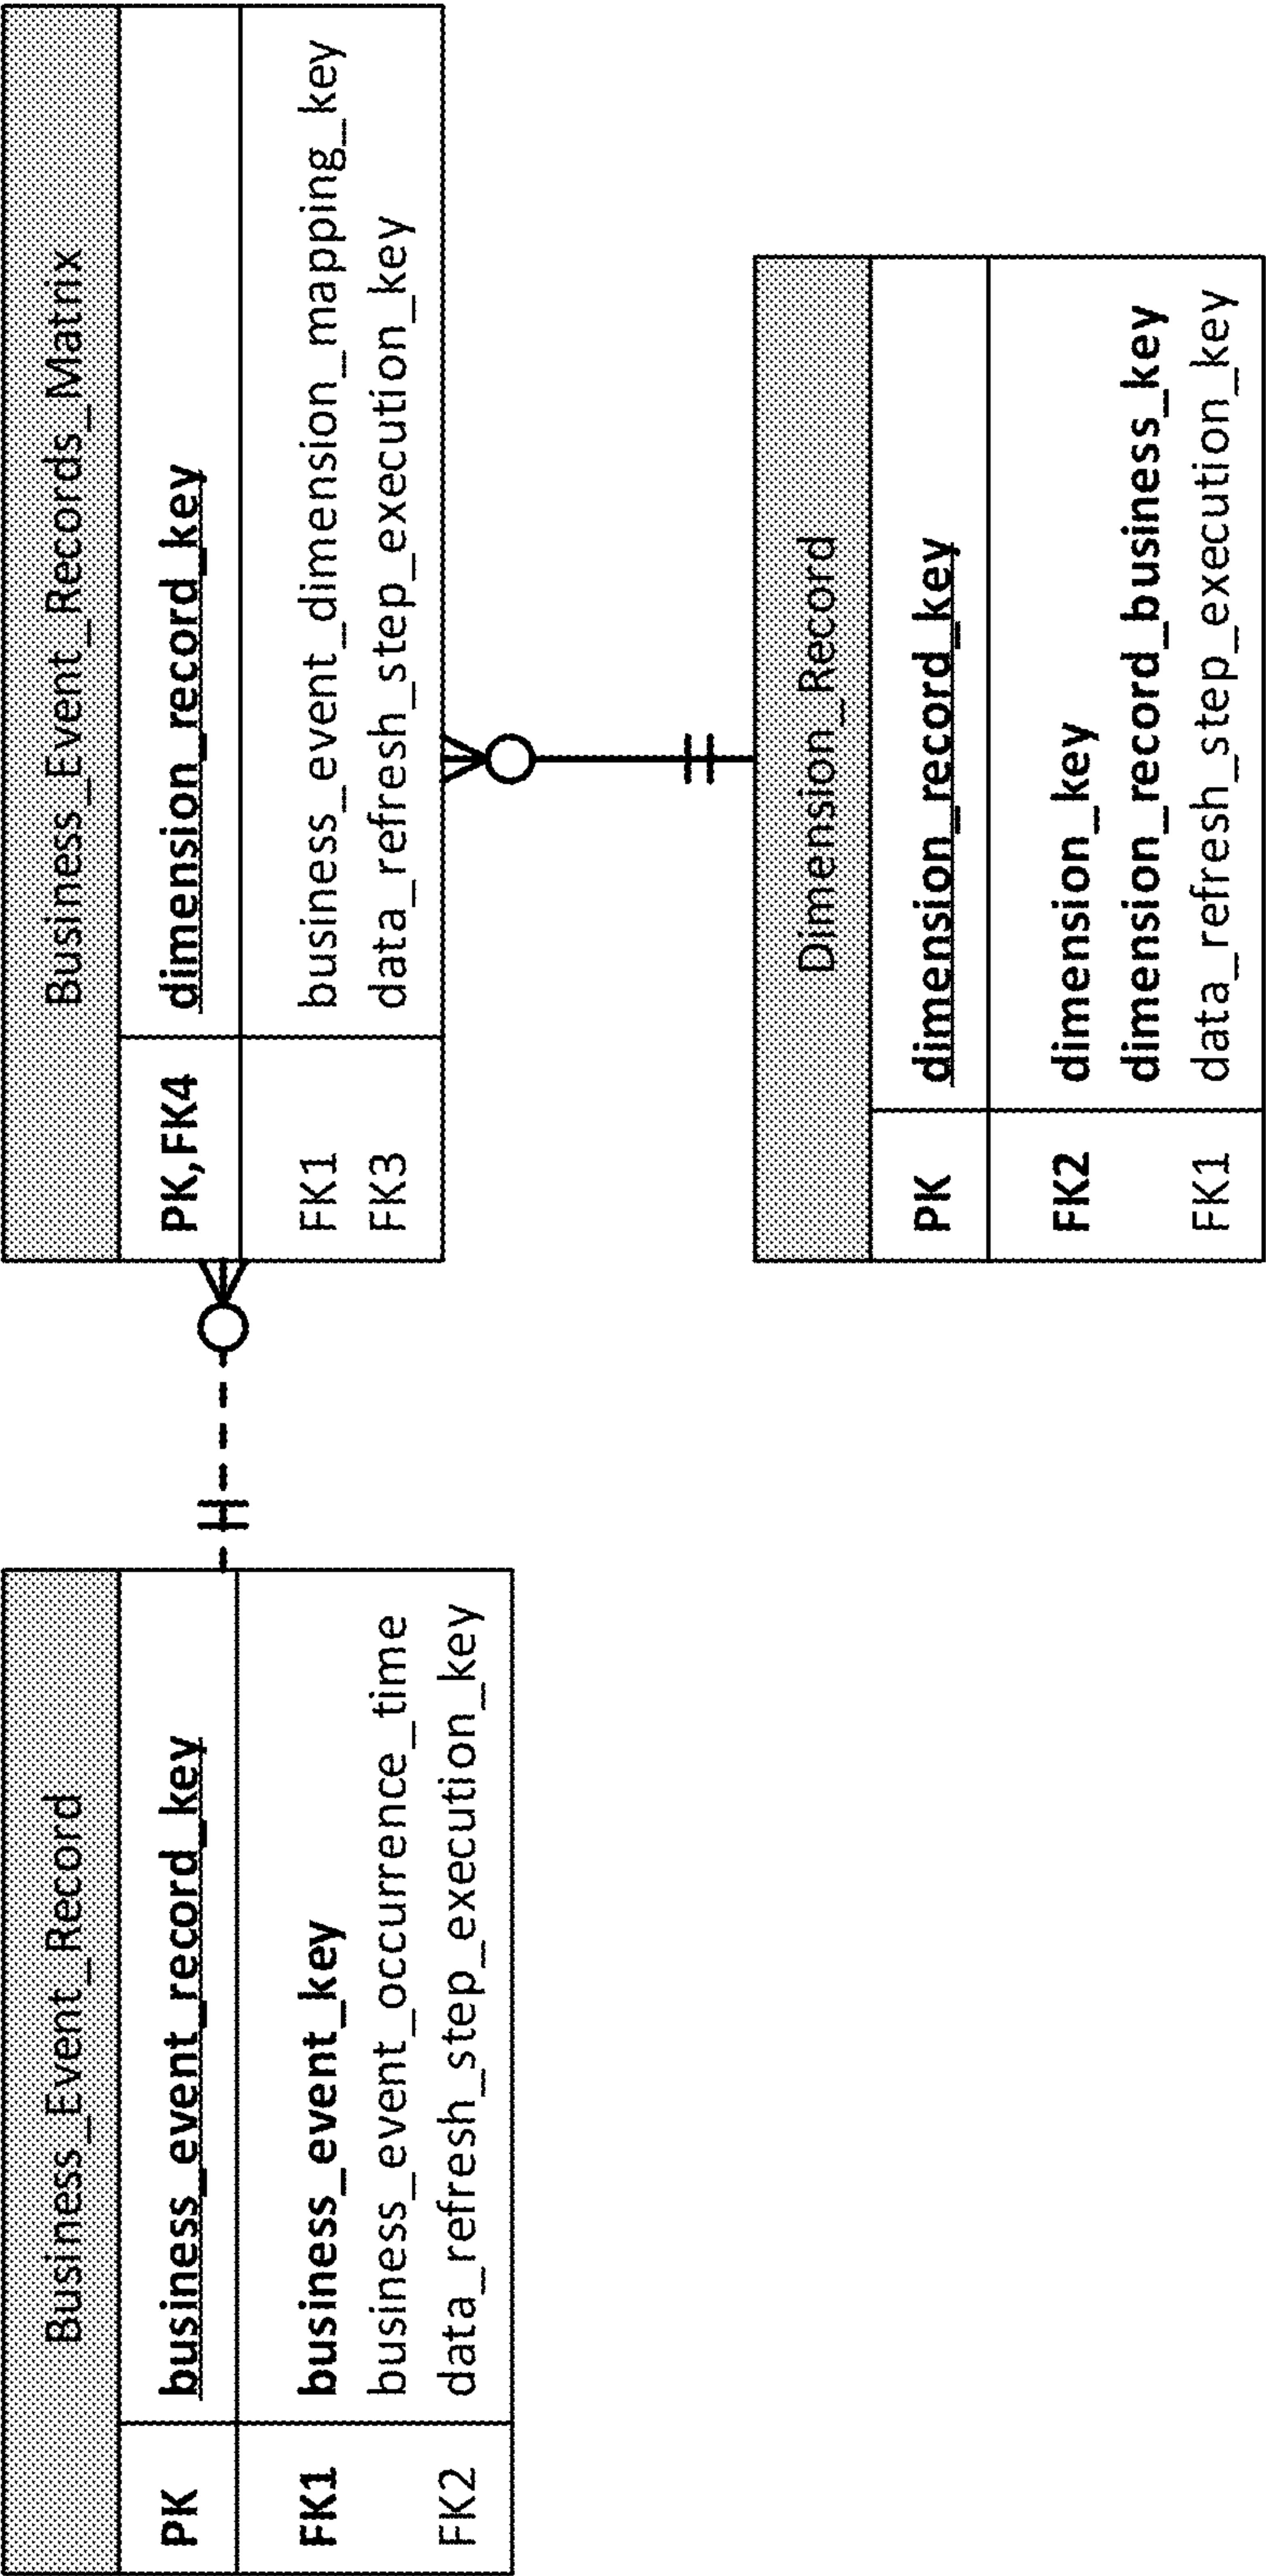 Business_Event_Record
PK business_event_record_key
FK1 business_event_key
business_event_occurrence_time
FK2 data_refresh_step_execution_key
Business_Event_Records_Matrix
PK,FK4 dimension_record_key
FK1 business_event_dimension_mapping_key
FK3 data_refresh_step_execution_key
Dimension_Record
PK dimension_record_key
FK2 dimension_key
dimension_record_business_key
FK1 data_refresh_step_execution_key